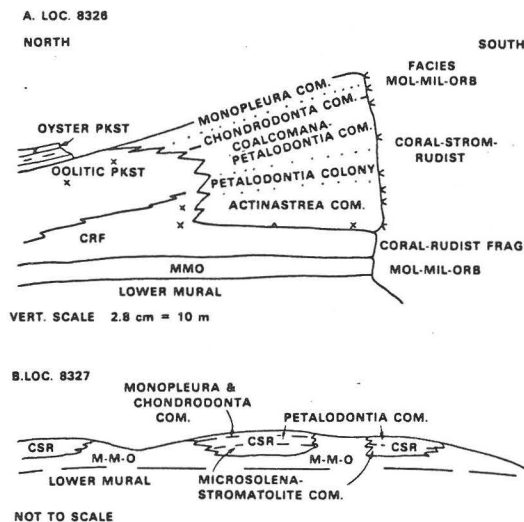 A. LOC. 8326
NORTH
SOUTH
FACIES
MOL-MIL-ORB
MONOPLEURA COM.
CHONDRODONTA COM.
COALCOMANA-
PETALODONTIA COM.
OYSTER PKST
CORAL-STROM-
RUDIST
OOLITIC PKST
PETALODONTIA COLONY
ACTINASTREA COM.
CRF
CORAL-RUDIST FRAG
MMO
MOL-MIL-ORB
LOWER MURAL
VERT. SCALE 2.8 cm = 10 m
B.LOC. 8327
MONOPLEURA &
CHONDRODONTA
COM.
PETALODONTIA COM.
CSR
CSR
CSR
M-M-O
M-M-O
LOWER MURAL
MICROSOLENA-
STROMATOLITE COM.
NOT TO SCALE